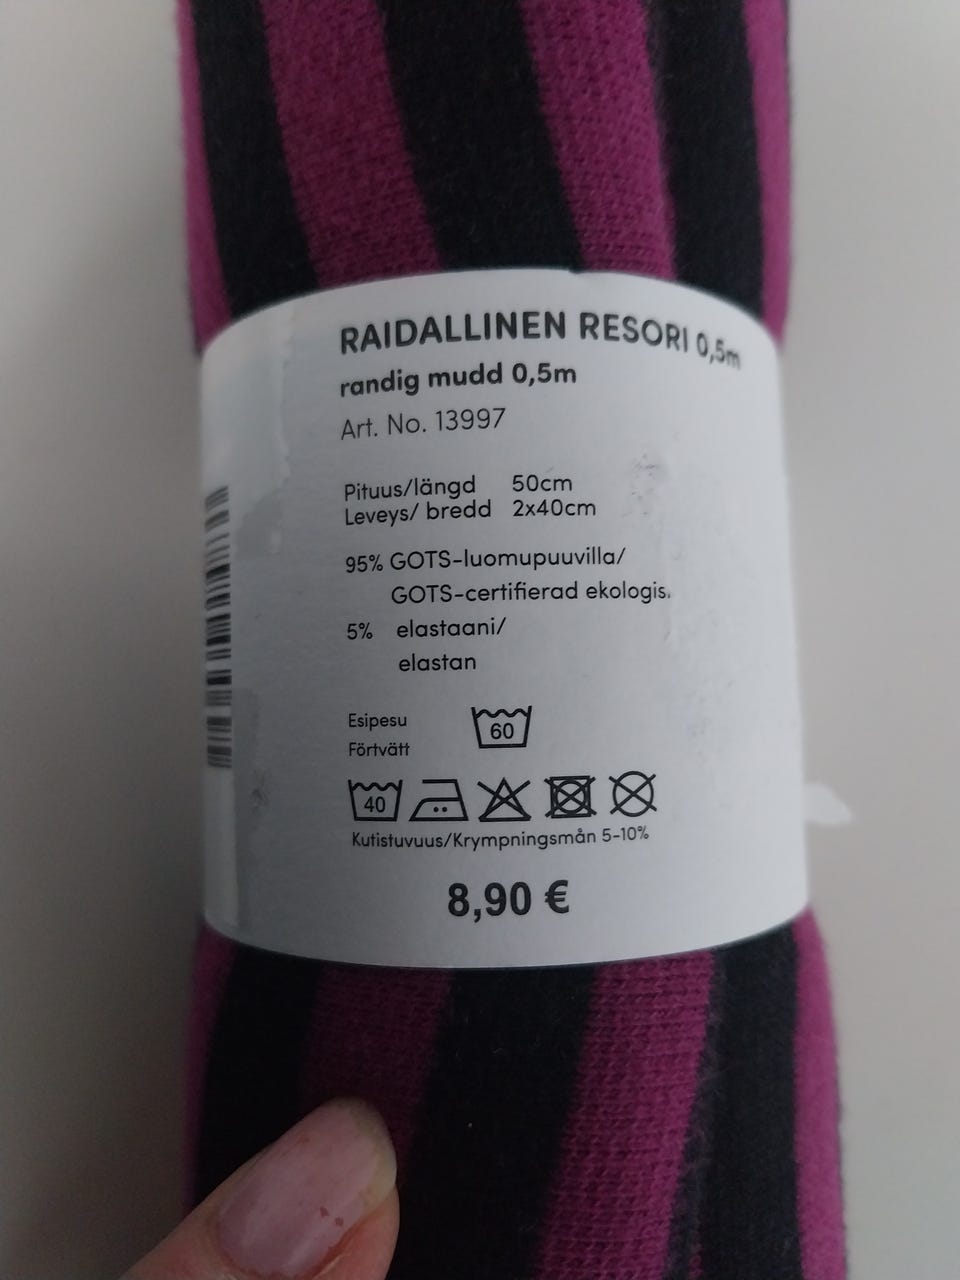 RAIDALLINEN RESORI 0,5m
randig mudd 0,5m
Art. No. 13997
Pituus/längd 50cm
Leveys/ bredd 2x40cm
95% GOTS-luomupuuvilla/
GOTS-certifierad ekologis.
5% elastaani/
elastan
Esipesu 60
Förtvätt
40
Kutistuvuus/Krympningsmån 5-10%
8,90 €